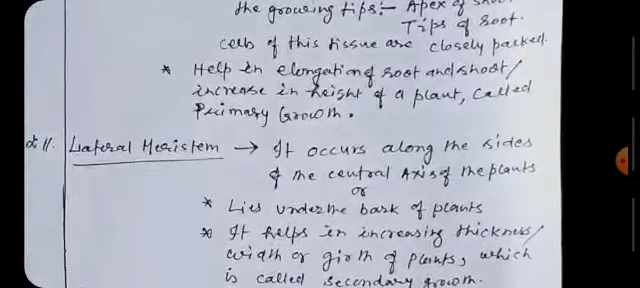 the growing tips:- Apex of shoot
Tips of Root.
cells of this tissue are closely packed.
* Help in elongation of root and shoot/
increase in height of a plant, called
Primary Growth.
2// Lateral Meristem → It occurs along the sides
of the central Axis of the plants
or
* Lies under the bark of plants
* It helps in increasing thickness/
width or girth of plants, which
is called secondary growth.